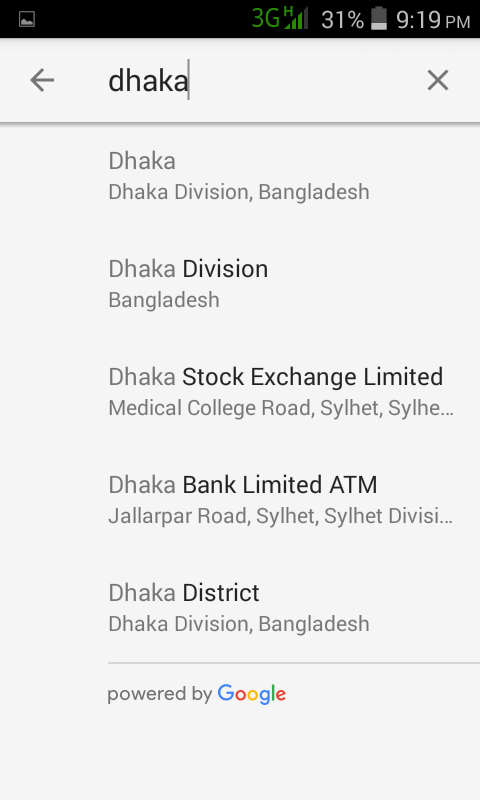 3G H 31% 9:19 PM
dhaka
Dhaka
Dhaka Division, Bangladesh
Dhaka Division
Bangladesh
Dhaka Stock Exchange Limited
Medical College Road, Sylhet, Sylhe...
Dhaka Bank Limited ATM
Jallarpar Road, Sylhet, Sylhet Divisi...
Dhaka District
Dhaka Division, Bangladesh
powered by Google